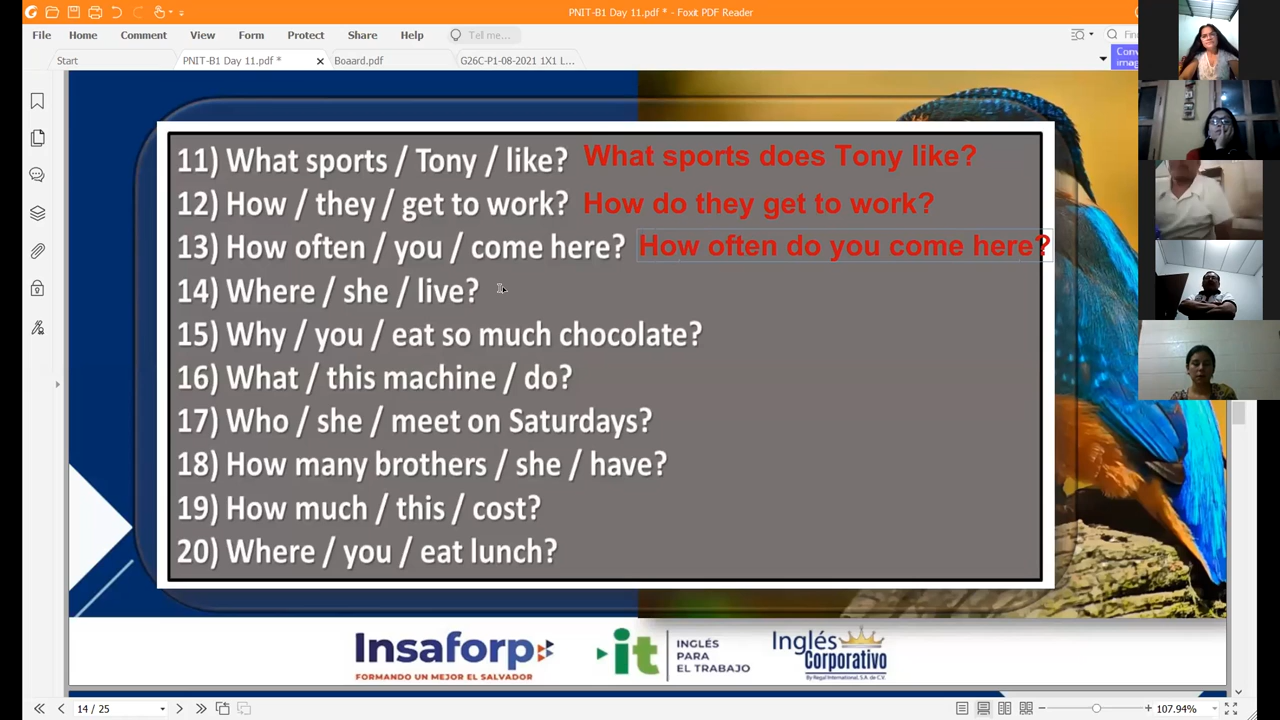 PNIT-B1 Day 11.pdf * - Foxit PDF Reader
File Home Comment View Form Protect Share Help Tell me...
Start PNIT-B1 Day 11.pdf * Boaard.pdf G26C-P1-08-2021 1X1 L...
11) What sports / Tony / like? What sports does Tony like?
12) How / they / get to work? How do they get to work?
13) How often / you / come here? How often do you come here?
14) Where / she / live?
15) Why / you / eat so much chocolate?
16) What / this machine / do?
17) Who / she / meet on Saturdays?
18) How many brothers / she / have?
19) How much / this / cost?
20) Where / you / eat lunch?
Insaforp
FORMANDO UN MEJOR EL SALVADOR
it
INGLÉS
PARA
EL TRABAJO
Inglés
Corporativo
14 / 25
107.94%